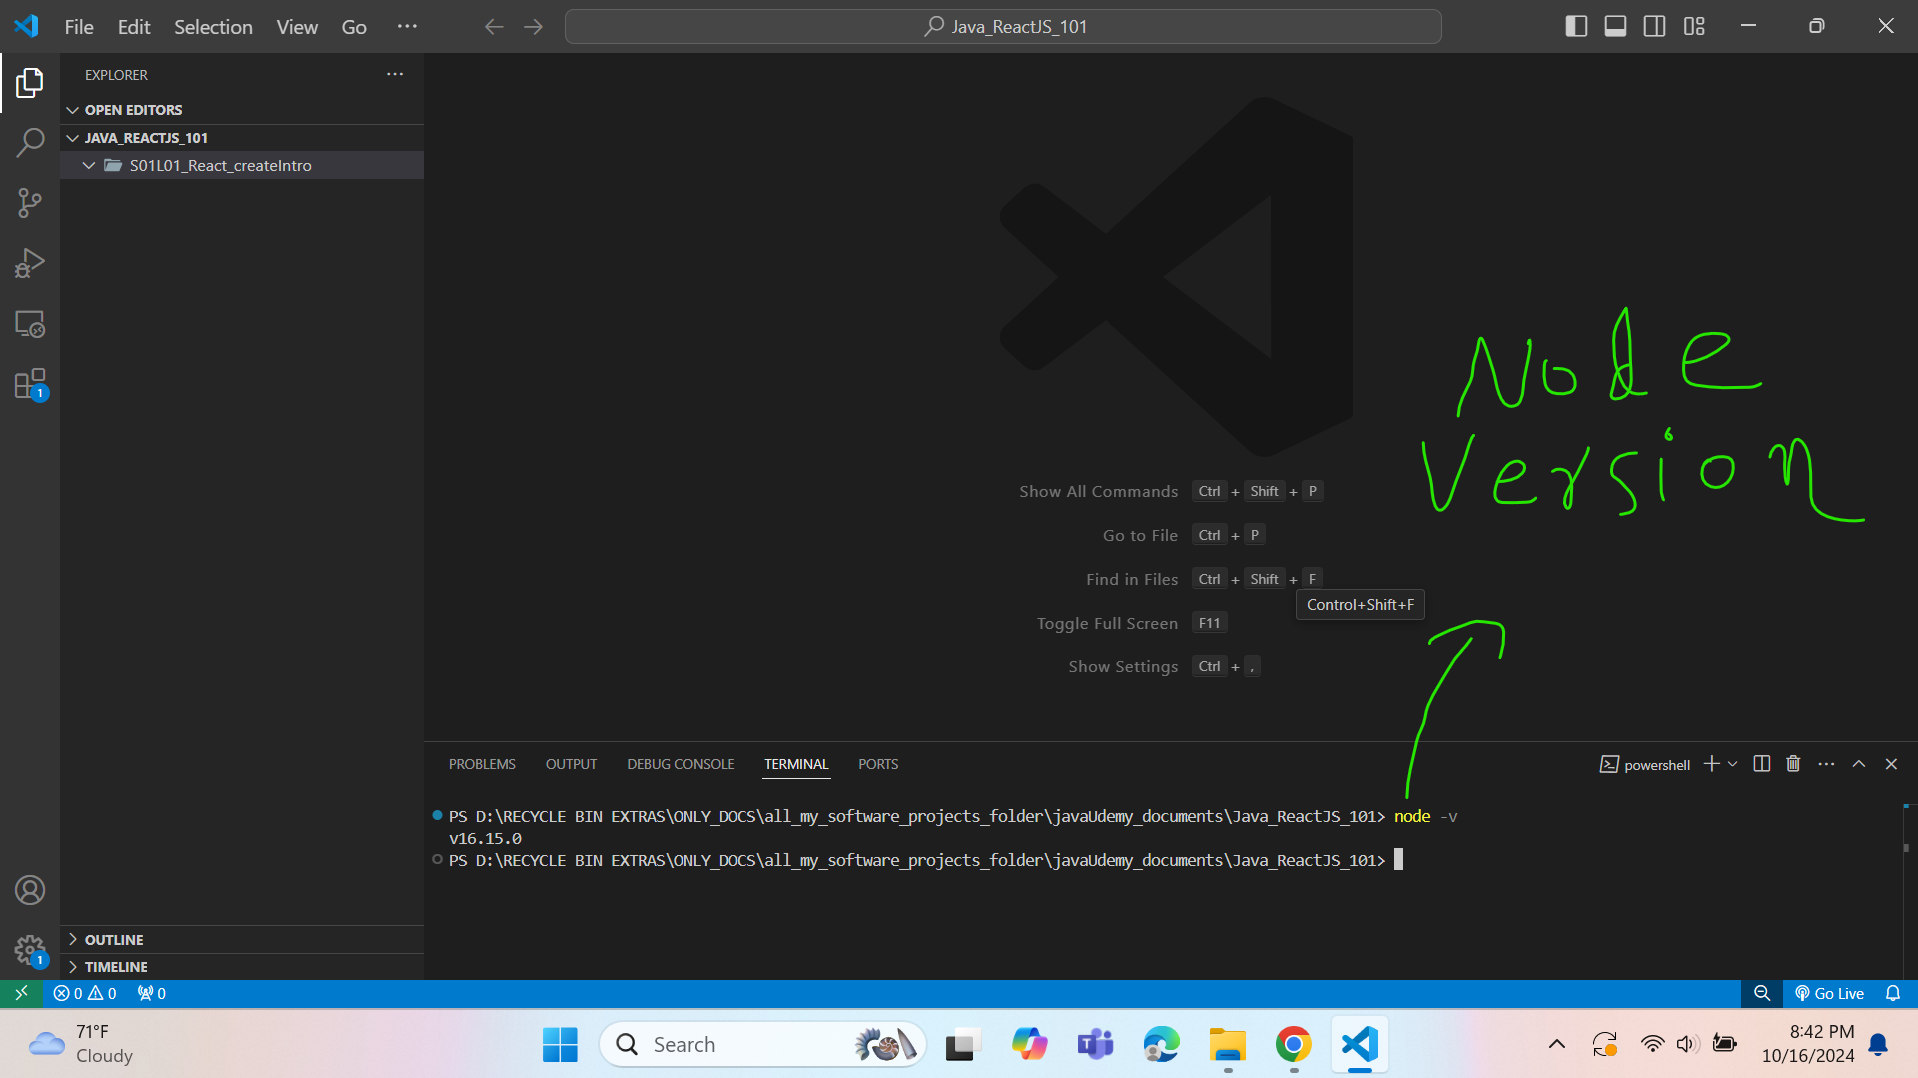 File Edit Selection View Go ···
Java_ReactJS_101
EXPLORER ···
OPEN EDITORS
JAVA_REACTJS_101
S01L01_React_createIntro
1
Show All Commands Ctrl + Shift + P
Go to File Ctrl + P
Find in Files Ctrl + Shift + F
Control+Shift+F
Toggle Full Screen F11
Show Settings Ctrl + ,
Node
Version
PROBLEMS OUTPUT DEBUG CONSOLE TERMINAL PORTS
powershell
PS D:\RECYCLE BIN EXTRAS\ONLY_DOCS\all_my_software_projects_folder\javaUdemy_documents\Java_ReactJS_101> node -v
v16.15.0
PS D:\RECYCLE BIN EXTRAS\ONLY_DOCS\all_my_software_projects_folder\javaUdemy_documents\Java_ReactJS_101>
OUTLINE
1
TIMELINE
0 0 0
Go Live
71°F
Cloudy
Search
8:42 PM
10/16/2024